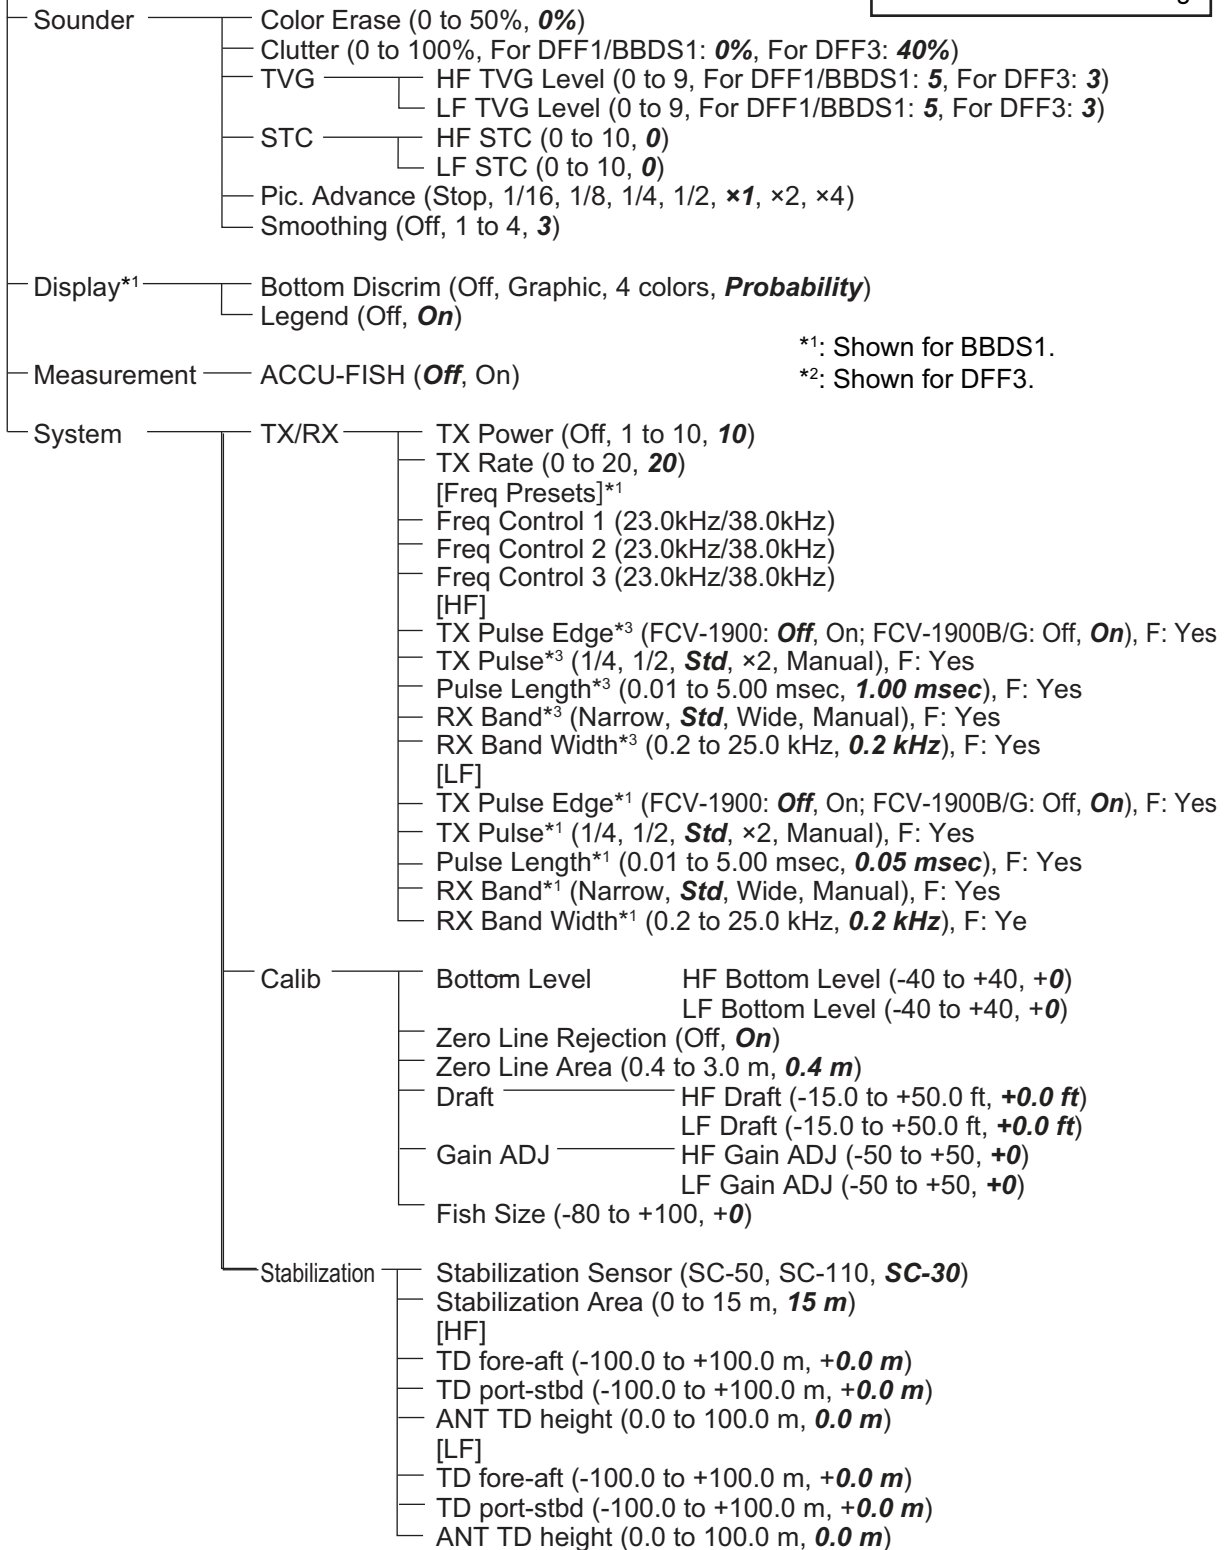 Sounder
Color Erase (0 to 50%, 0%)
Clutter (0 to 100%, For DFF1/BBDS1: 0%, For DFF3: 40%)
TVG
HF TVG Level (0 to 9, For DFF1/BBDS1: 5, For DFF3: 3)
LF TVG Level (0 to 9, For DFF1/BBDS1: 5, For DFF3: 3)
STC
HF STC (0 to 10, 0)
LF STC (0 to 10, 0)
Pic. Advance (Stop, 1/16, 1/8, 1/4, 1/2, ×1, ×2, ×4)
Smoothing (Off, 1 to 4, 3)
Display*1
Bottom Discrim (Off, Graphic, 4 colors, Probability)
Legend (Off, On)
*1: Shown for BBDS1.
*2: Shown for DFF3.
Measurement
ACCU-FISH (Off, On)
System
TX/RX
TX Power (Off, 1 to 10, 10)
TX Rate (0 to 20, 20)
[Freq Presets]*1
Freq Control 1 (23.0kHz/38.0kHz)
Freq Control 2 (23.0kHz/38.0kHz)
Freq Control 3 (23.0kHz/38.0kHz)
[HF]
TX Pulse Edge*3 (FCV-1900: Off, On; FCV-1900B/G: Off, On), F: Yes
TX Pulse*3 (1/4, 1/2, Std, ×2, Manual), F: Yes
Pulse Length*3 (0.01 to 5.00 msec, 1.00 msec), F: Yes
RX Band*3 (Narrow, Std, Wide, Manual), F: Yes
RX Band Width*3 (0.2 to 25.0 kHz, 0.2 kHz), F: Yes
[LF]
TX Pulse Edge*1 (FCV-1900: Off, On; FCV-1900B/G: Off, On), F: Yes
TX Pulse*1 (1/4, 1/2, Std, ×2, Manual), F: Yes
Pulse Length*1 (0.01 to 5.00 msec, 0.05 msec), F: Yes
RX Band*1 (Narrow, Std, Wide, Manual), F: Yes
RX Band Width*1 (0.2 to 25.0 kHz, 0.2 kHz), F: Ye
Calib
Bottom Level
HF Bottom Level (-40 to +40, +0)
LF Bottom Level (-40 to +40, +0)
Zero Line Rejection (Off, On)
Zero Line Area (0.4 to 3.0 m, 0.4 m)
Draft
HF Draft (-15.0 to +50.0 ft, +0.0 ft)
LF Draft (-15.0 to +50.0 ft, +0.0 ft)
Gain ADJ
HF Gain ADJ (-50 to +50, +0)
LF Gain ADJ (-50 to +50, +0)
Fish Size (-80 to +100, +0)
Stabilization
Stabilization Sensor (SC-50, SC-110, SC-30)
Stabilization Area (0 to 15 m, 15 m)
[HF]
TD fore-aft (-100.0 to +100.0 m, +0.0 m)
TD port-stbd (-100.0 to +100.0 m, +0.0 m)
ANT TD height (0.0 to 100.0 m, 0.0 m)
[LF]
TD fore-aft (-100.0 to +100.0 m, +0.0 m)
TD port-stbd (-100.0 to +100.0 m, +0.0 m)
ANT TD height (0.0 to 100.0 m, 0.0 m)